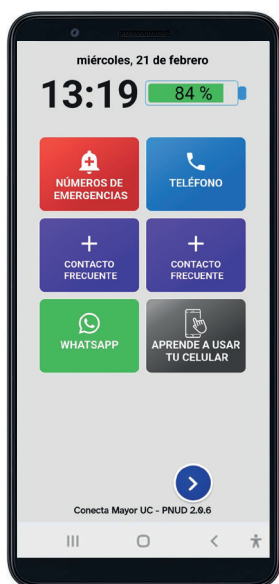 miércoles, 21 de febrero
13:19 84 %
NÚMEROS DE
EMERGENCIAS
TELÉFONO
CONTACTO
FRECUENTE
CONTACTO
FRECUENTE
WHATSAPP
APRENDE A USAR
TU CELULAR
Conecta Mayor UC - PNUD 2.0.6